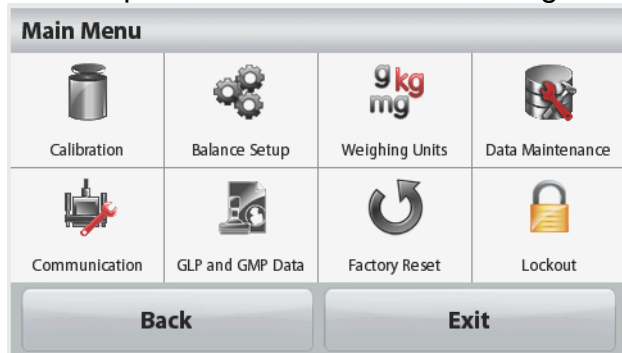 Main Menu
g kg
mg
Calibration
Balance Setup
Weighing Units
Data Maintenance
Communication
GLP and GMP Data
Factory Reset
Lockout
Back
Exit